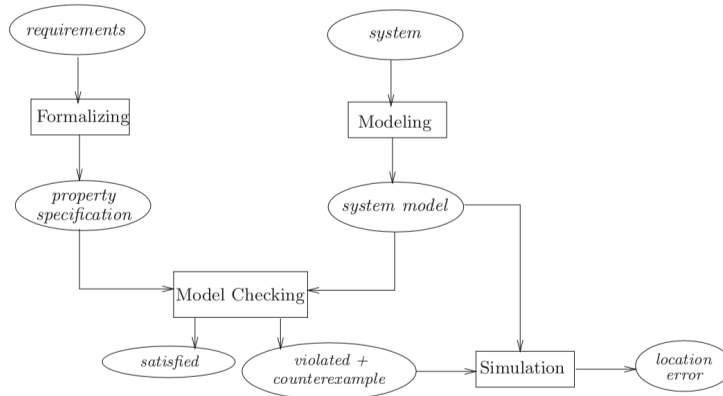 requirements
system
Formalizing
Modeling
property
specification
system model
Model Checking
satisfied
violated +
counterexample
Simulation
location
error